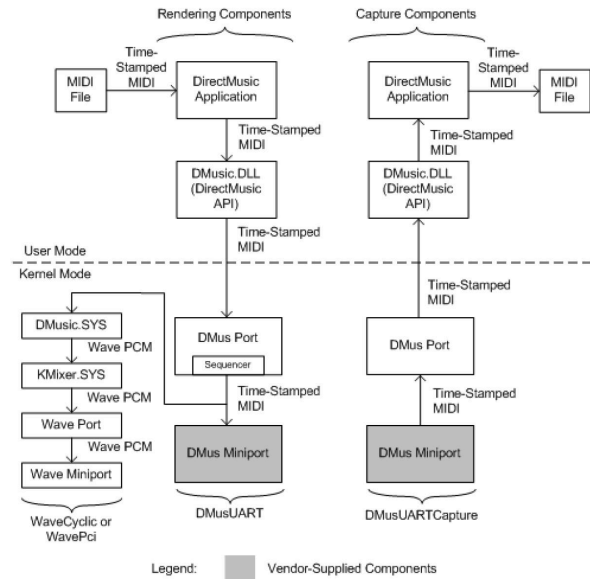 Rendering Components
Capture Components
MIDI
File
Time-
Stamped
MIDI
DirectMusic
Application
DirectMusic
Application
Time-
Stamped
MIDI
MIDI
File
Time-Stamped
MIDI
Time-Stamped
MIDI
DMusic.DLL
(DirectMusic
API)
DMusic.DLL
(DirectMusic
API)
Time-Stamped
MIDI
User Mode
Kernel Mode
Time-Stamped
MIDI
DMusic.SYS
Wave PCM
KMixer.SYS
Wave PCM
Wave Port
Wave PCM
Wave Miniport
WaveCyclic or
WavePci
DMus Port
Sequencer
Time-Stamped
MIDI
DMus Miniport
DMusUART
DMus Port
Time-Stamped
MIDI
DMus Miniport
DMusUARTCapture
Legend:
Vendor-Supplied Components